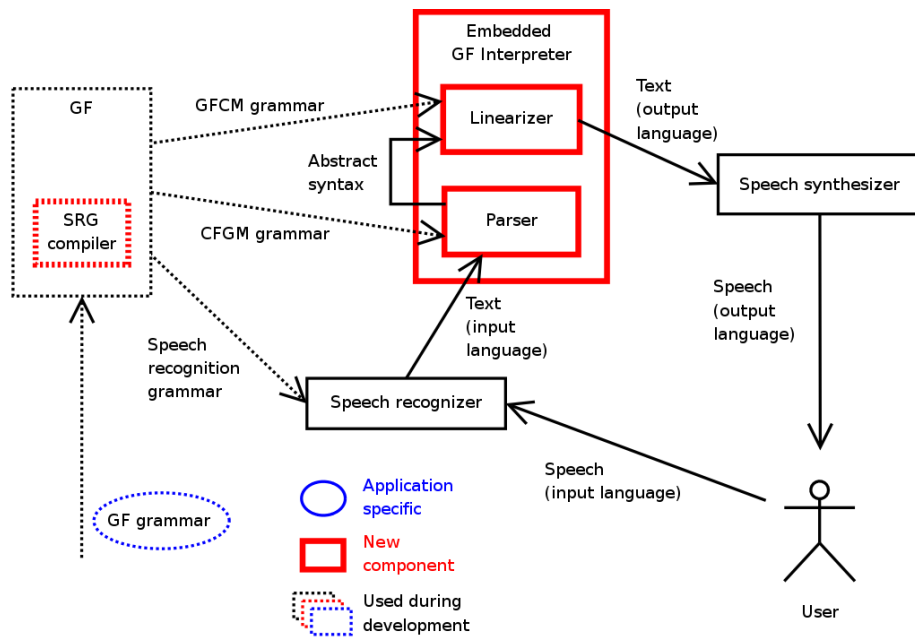 Embedded
GF Interpreter
GF
GFCM grammar
Linearizer
Text
(output
language)
Abstract
syntax
Speech synthesizer
SRG
compiler
CFGM grammar
Parser
Text
(input
language)
Speech
(output
language)
Speech
recognition
grammar
Speech recognizer
Speech
(input language)
GF grammar
Application
specific
New
component
Used during
development
User